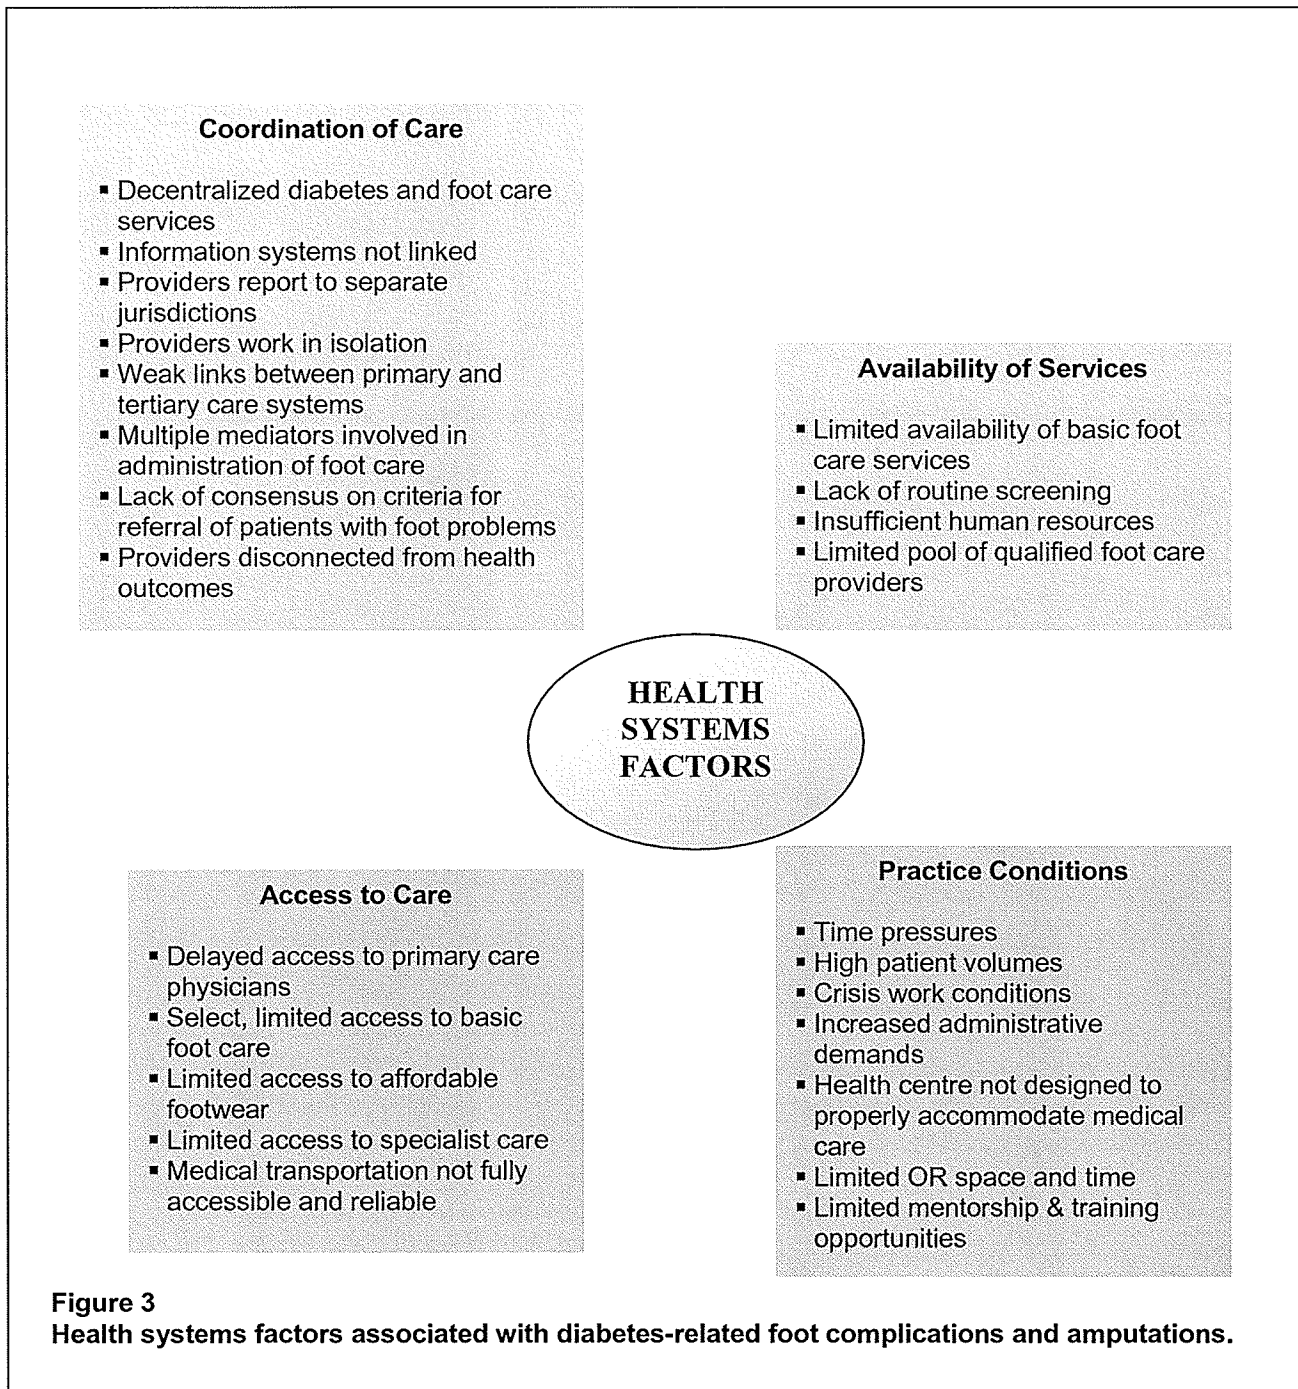 Coordination of Care
▪ Decentralized diabetes and foot care
services
▪ Information systems not linked
▪ Providers report to separate
jurisdictions
▪ Providers work in isolation
▪ Weak links between primary and
tertiary care systems
▪ Multiple mediators involved in
administration of foot care
▪ Lack of consensus on criteria for
referral of patients with foot problems
▪ Providers disconnected from health
outcomes
Availability of Services
▪ Limited availability of basic foot
care services
▪ Lack of routine screening
▪ Insufficient human resources
▪ Limited pool of qualified foot care
providers
HEALTH
SYSTEMS
FACTORS
Access to Care
▪ Delayed access to primary care
physicians
▪ Select, limited access to basic
foot care
▪ Limited access to affordable
footwear
▪ Limited access to specialist care
▪ Medical transportation not fully
accessible and reliable
Practice Conditions
▪ Time pressures
▪ High patient volumes
▪ Crisis work conditions
▪ Increased administrative
demands
▪ Health centre not designed to
properly accommodate medical
care
▪ Limited OR space and time
▪ Limited mentorship & training
opportunities
Figure 3
Health systems factors associated with diabetes-related foot complications and amputations.